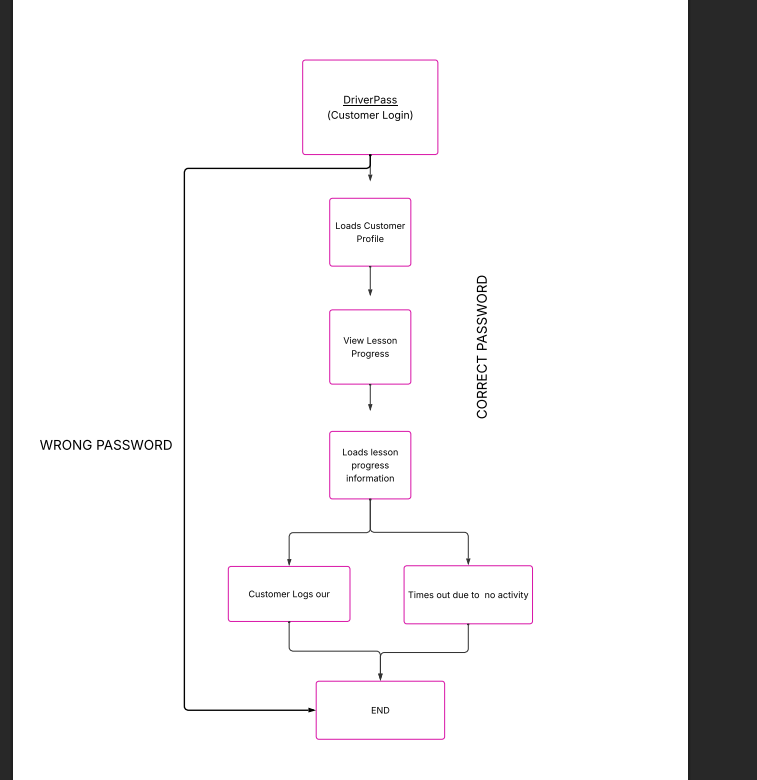 DriverPass
(Customer Login)
Loads Customer
Profile
View Lesson
Progress
CORRECT PASSWORD
WRONG PASSWORD
Loads lesson
progress
information
Customer Logs our
Times out due to  no activity
END